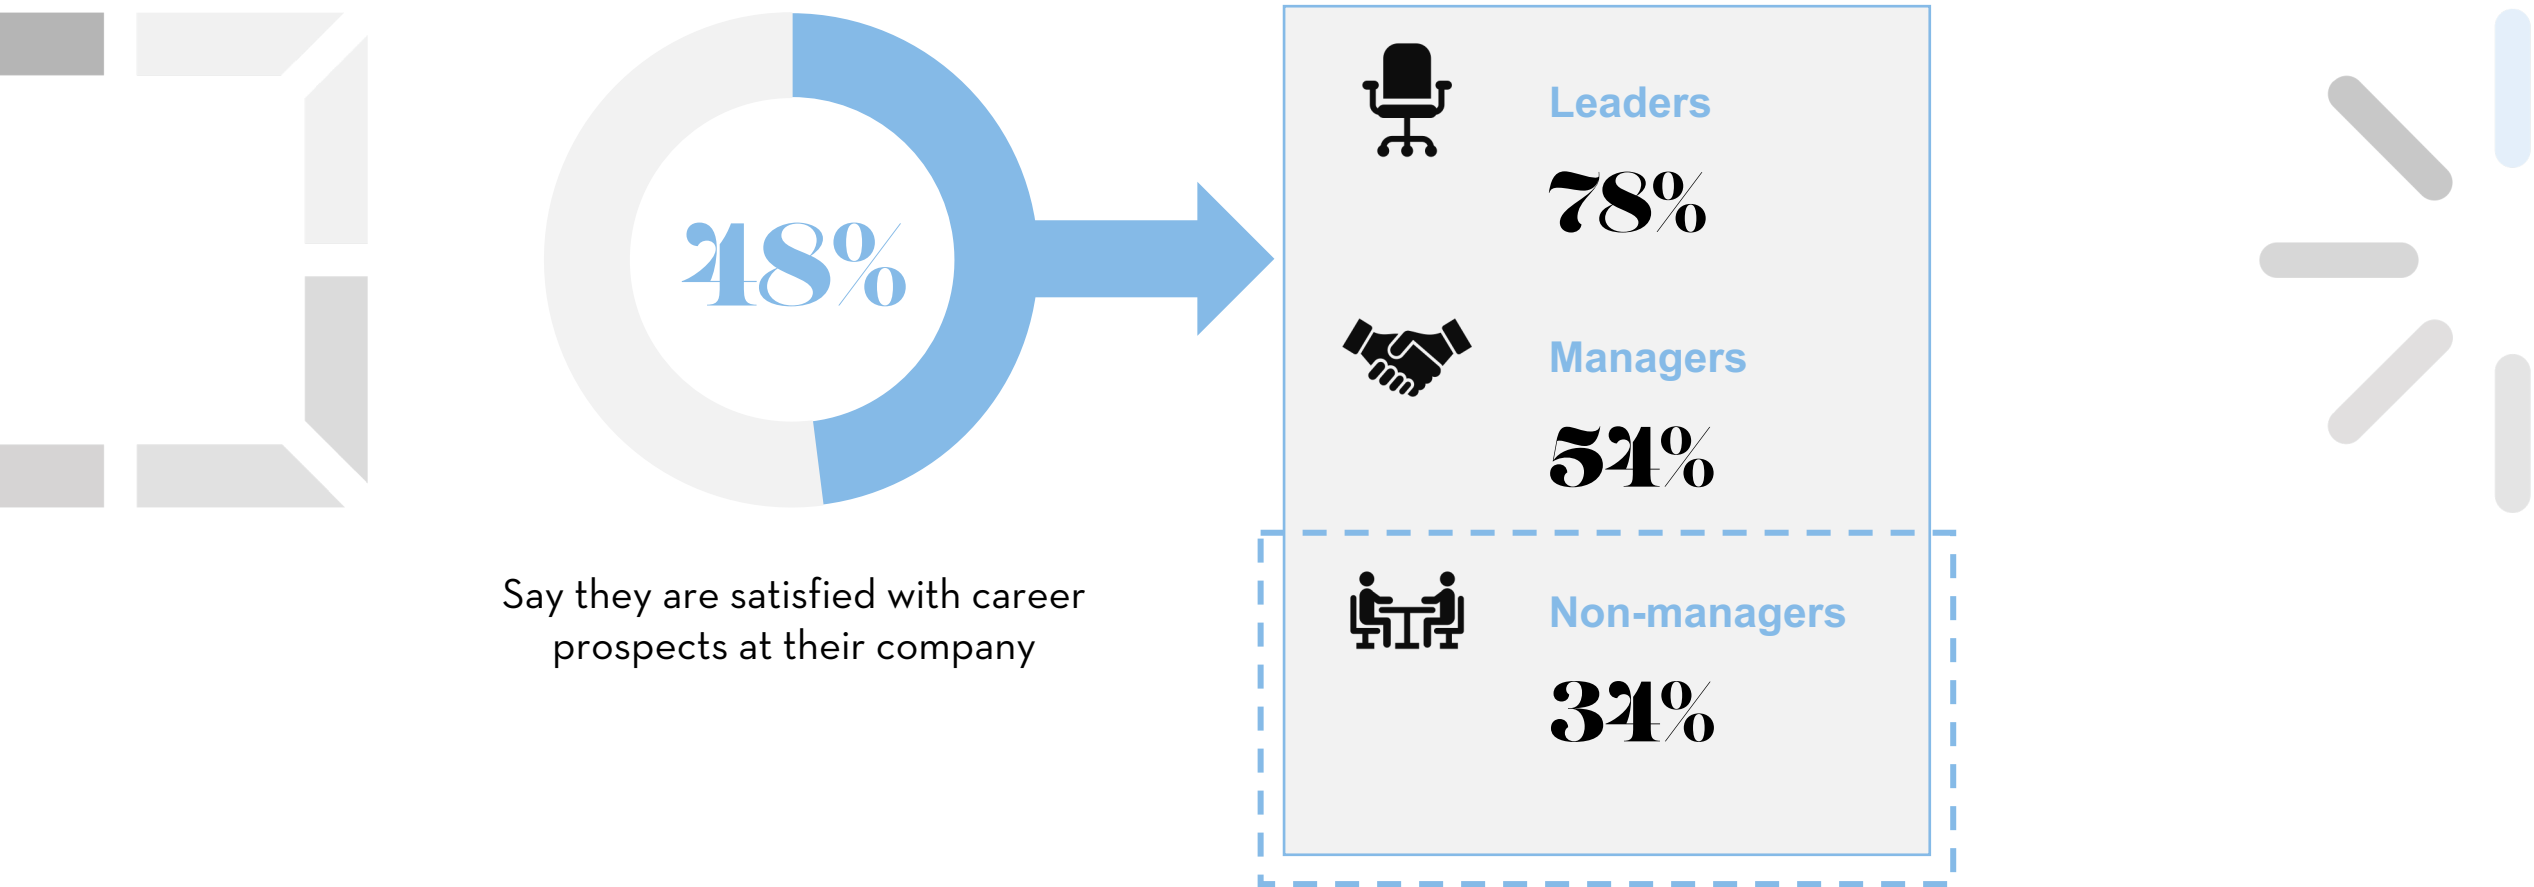 48%
Say they are satisfied with career
prospects at their company
Leaders
78%
Managers
54%
Non-managers
34%